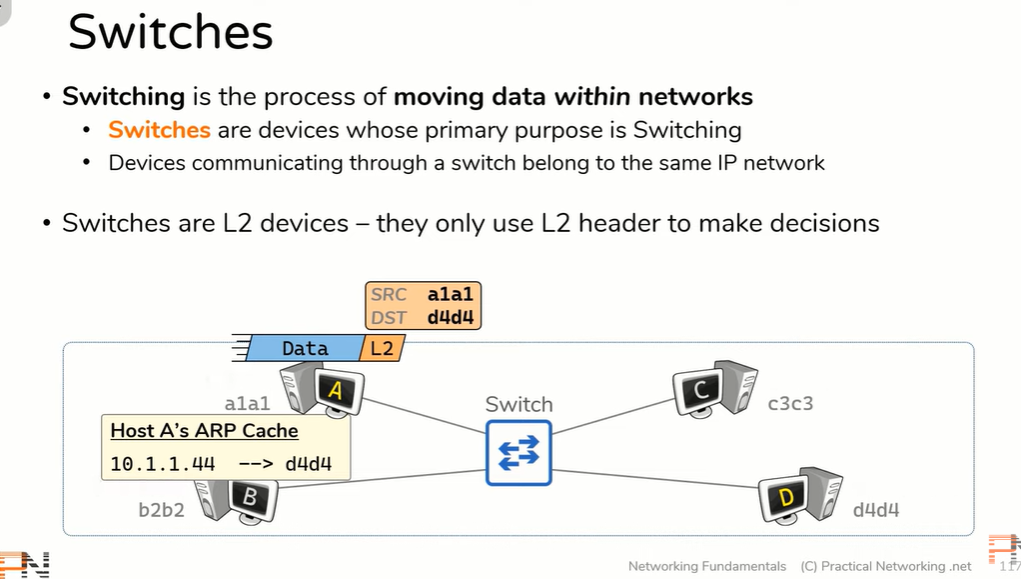 Switches
• Switching is the process of moving data within networks
• Switches are devices whose primary purpose is Switching
• Devices communicating through a switch belong to the same IP network
• Switches are L2 devices – they only use L2 header to make decisions
SRC a1a1
DST d4d4
Data L2
A
a1a1
Switch
C
c3c3
Host A's ARP Cache
10.1.1.44 --> d4d4
B
b2b2
D
d4d4
PN
Networking Fundamentals (C) Practical Networking .net
PN
117